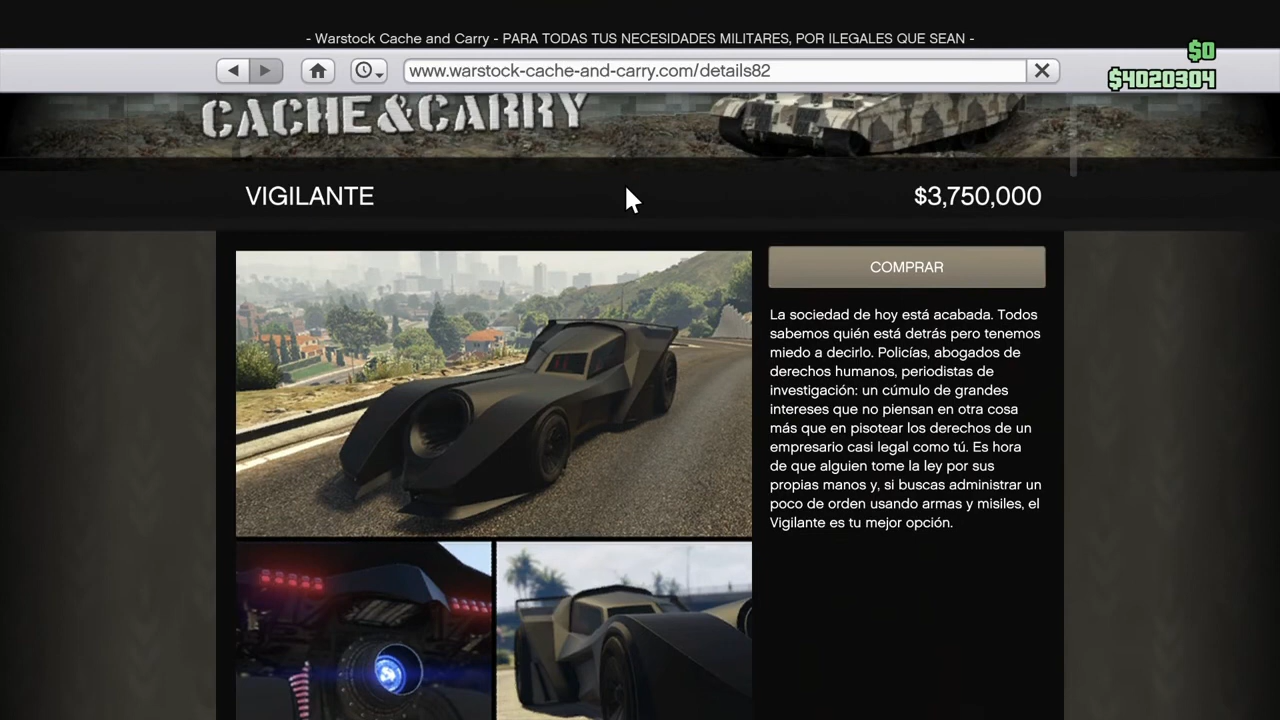 - Warstock Cache and Carry - PARA TODAS TUS NECESIDADES MILITARES, POR ILEGALES QUE SEAN -
$0
www.warstock-cache-and-carry.com/details82
$4020304
CACHE&CARRY
VIGILANTE
$3,750,000
COMPRAR
La sociedad de hoy está acabada. Todos
sabemos quién está detrás pero tenemos
miedo a decirlo. Policías, abogados de
derechos humanos, periodistas de
investigación: un cúmulo de grandes
intereses que no piensan en otra cosa
más que en pisotear los derechos de un
empresario casi legal como tú. Es hora
de que alguien tome la ley por sus
propias manos y, si buscas administrar un
poco de orden usando armas y misiles, el
Vigilante es tu mejor opción.